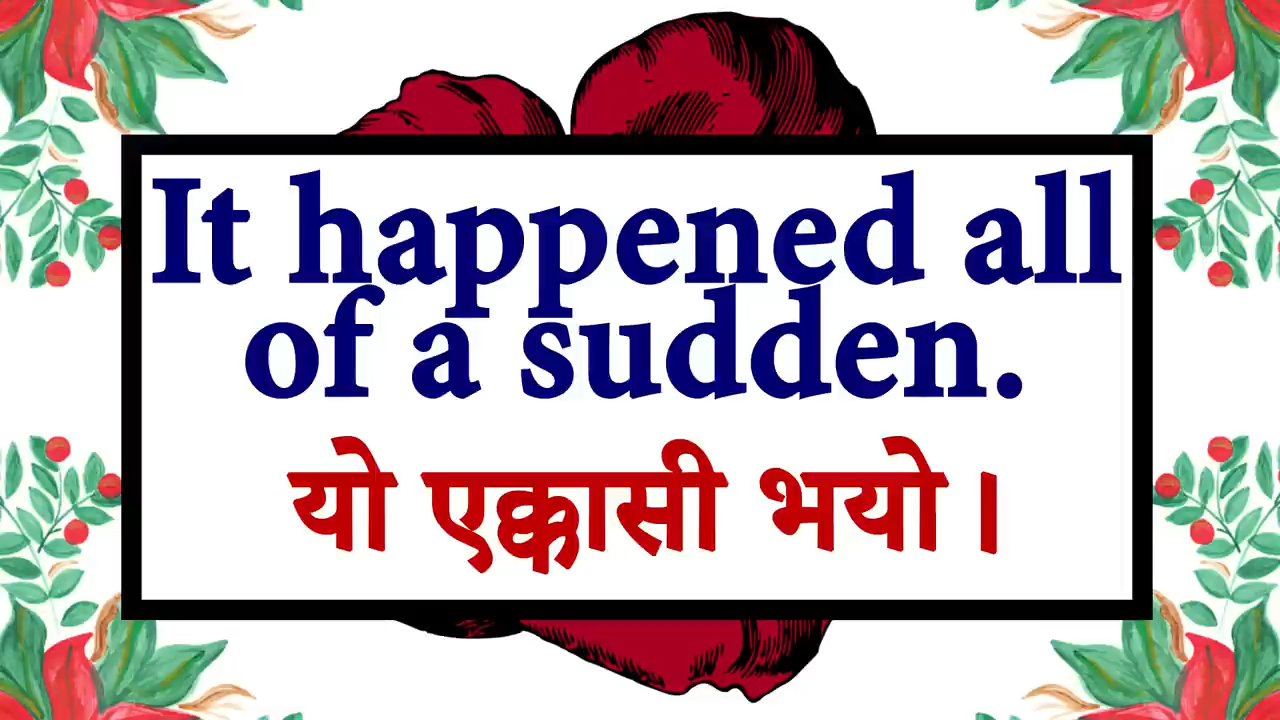 It happened all
of a sudden.
यो एक्कासी भयो ।